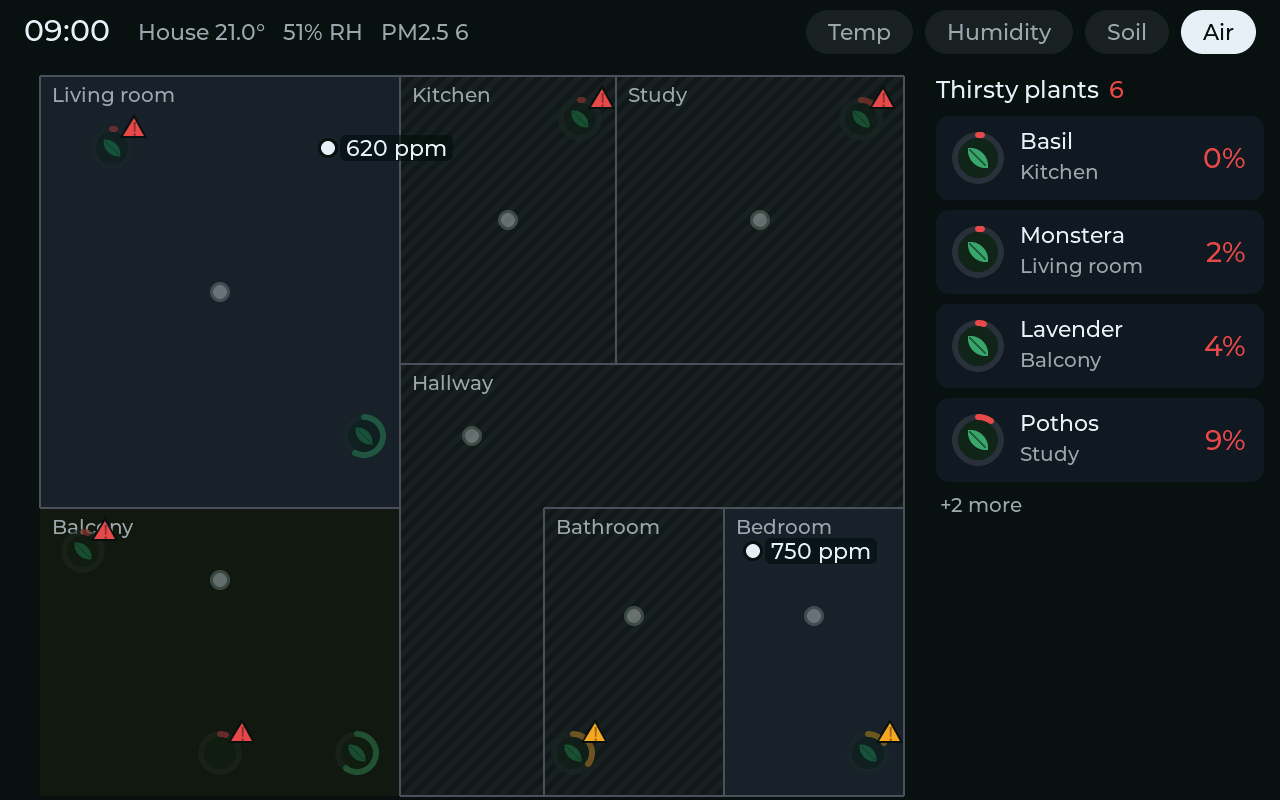 09:00 House 21.0° 51% RH PM2.5 6
Temp Humidity Soil Air
Living room
Kitchen
Study
620 ppm
Hallway
Balcony
Bathroom
Bedroom
750 ppm
Thirsty plants 6
Basil
Kitchen
0%
Monstera
Living room
2%
Lavender
Balcony
4%
Pothos
Study
9%
+2 more